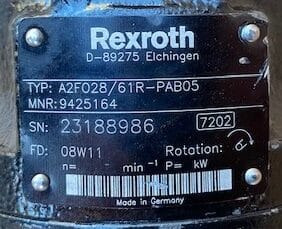 Rexroth
D-89275 Elchingen
TYP: A2FO28/61R-PAB05
MNR: 9425164
SN: 23188986 7202
FD: 08W11 Rotation:
n= - min⁻¹ P= kW
Made in Germany